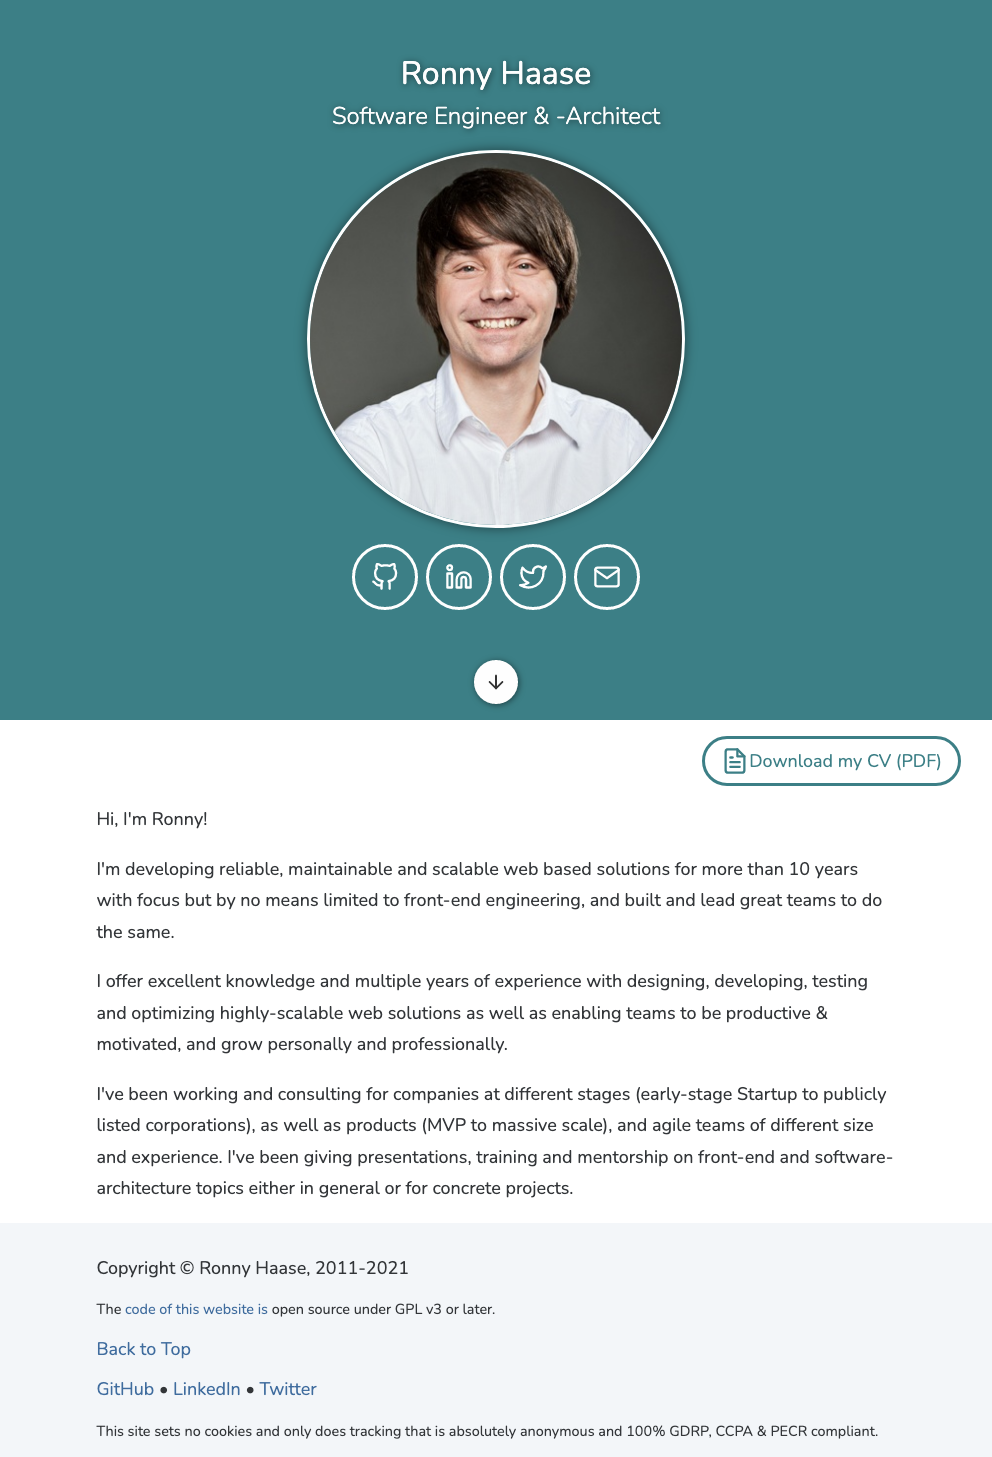 Ronny Haase
Software Engineer & -Architect
Download my CV (PDF)
Hi, I'm Ronny!
I'm developing reliable, maintainable and scalable web based solutions for more than 10 years
with focus but by no means limited to front-end engineering, and built and lead great teams to do
the same.
I offer excellent knowledge and multiple years of experience with designing, developing, testing
and optimizing highly-scalable web solutions as well as enabling teams to be productive &
motivated, and grow personally and professionally.
I've been working and consulting for companies at different stages (early-stage Startup to publicly
listed corporations), as well as products (MVP to massive scale), and agile teams of different size
and experience. I've been giving presentations, training and mentorship on front-end and software-
architecture topics either in general or for concrete projects.
Copyright © Ronny Haase, 2011-2021
The code of this website is open source under GPL v3 or later.
Back to Top
GitHub • LinkedIn • Twitter
This site sets no cookies and only does tracking that is absolutely anonymous and 100% GDRP, CCPA & PECR compliant.